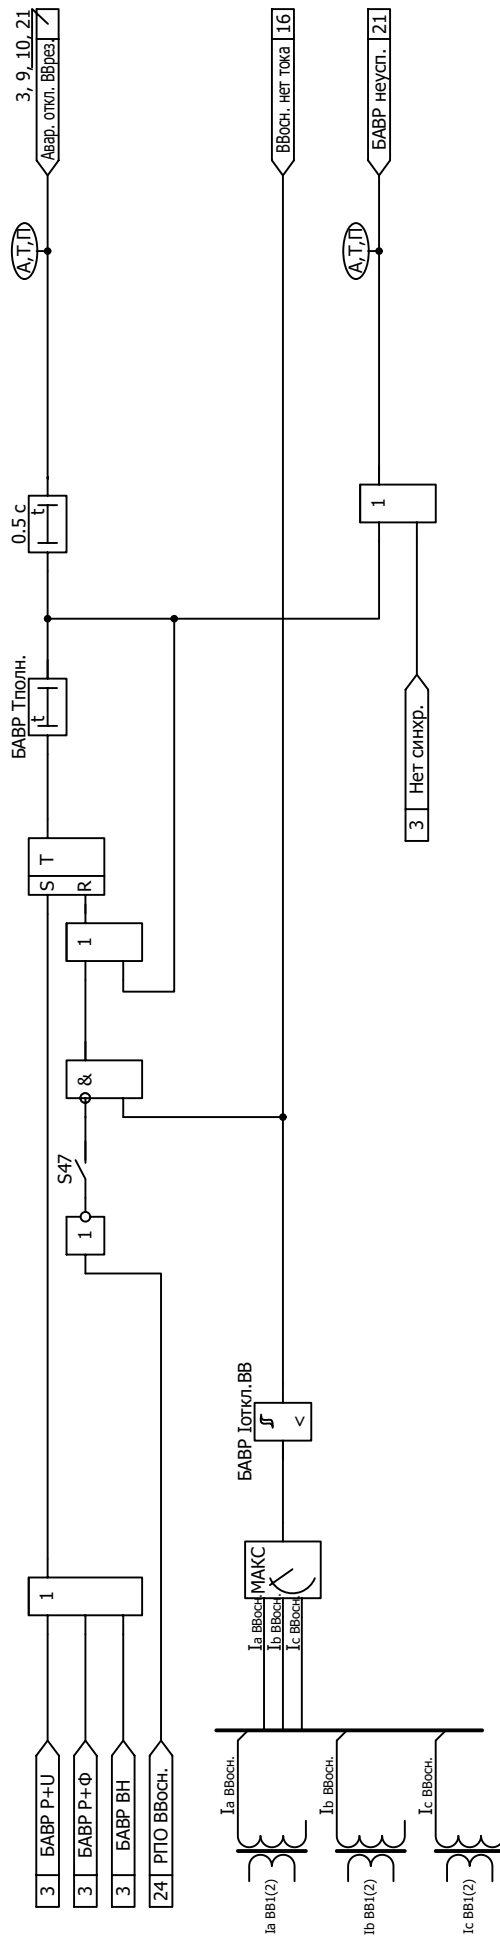 3 БАВР P+U
3 БАВР P+Ф
3 БАВР ВН
24 РПО ВВосн.
1
1
S47
&
1
S T
R
БАВР Tполн.
t
0.5 с
t
А,Т,П
3, 9, 10, 21
Авар. откл. ВВрез.
Ia ВВ1(2)
Ib ВВ1(2)
Ic ВВ1(2)
Ia ВВосн.
Ib ВВосн.
Ic ВВосн.
Ia ВВосн.
Ib ВВосн.
Ic ВВосн.
МАКС
БАВР Iоткл.ВВ
<
ВВосн. нет тока 16
3 Нет синхр.
1
А,Т,П
БАВР неусп. 21